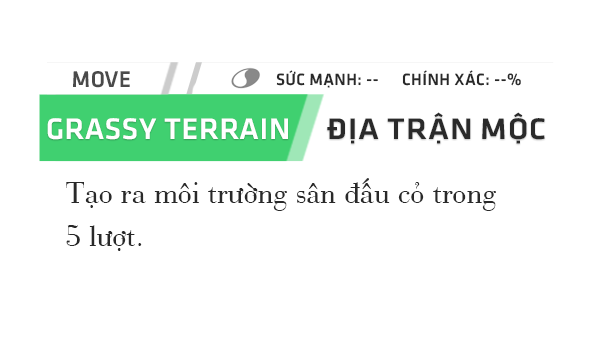 MOVE SỨC MẠNH: -- CHÍNH XÁC: --%
GRASSY TERRAIN ĐỊA TRẬN MỘC
Tạo ra môi trường sân đấu cỏ trong
5 lượt.